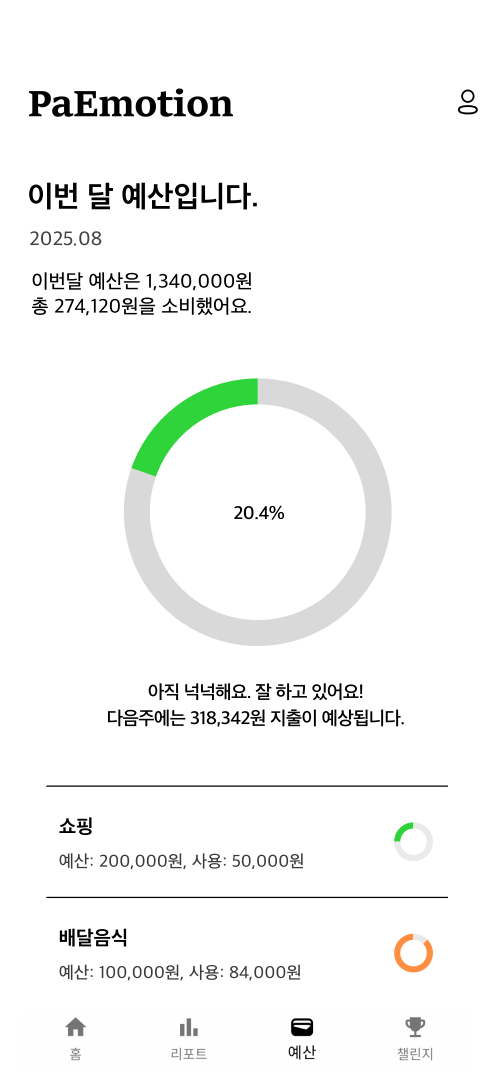 PaEmotion
이번 달 예산입니다.
2025.08
이번달 예산은 1,340,000원
총 274,120원을 소비했어요.
20.4%
아직 넉넉해요. 잘 하고 있어요!
다음주에는 318,342원 지출이 예상됩니다.
쇼핑
예산: 200,000원, 사용: 50,000원
배달음식
예산: 100,000원, 사용: 84,000원
홈
리포트
예산
챌린지